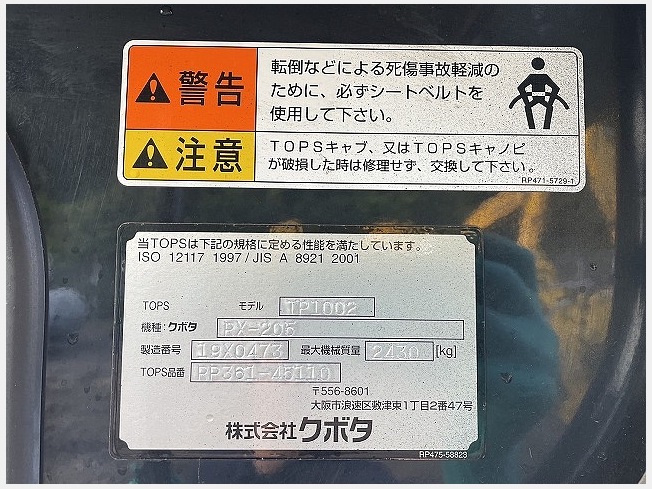 警告
転倒などによる死傷事故軽減の
ために、必ずシートベルトを
使用して下さい。
注意
TOPSキャブ、又はTOPSキャノピ
が破損した時は修理せず、交換して下さい。
RP471-5729-1
当TOPSは下記の規格に定める性能を満たしています。
ISO 12117 1997/JIS A 8921 2001
TOPS モデル TP1002
機種:クボタ PX-205
製造番号 19X0473 最大機械質量 2430 [kg]
TOPS品番 RP361-45110
〒556-8601
大阪市浪速区敷津東1丁目2番47号
株式会社クボタ
RP475-58823